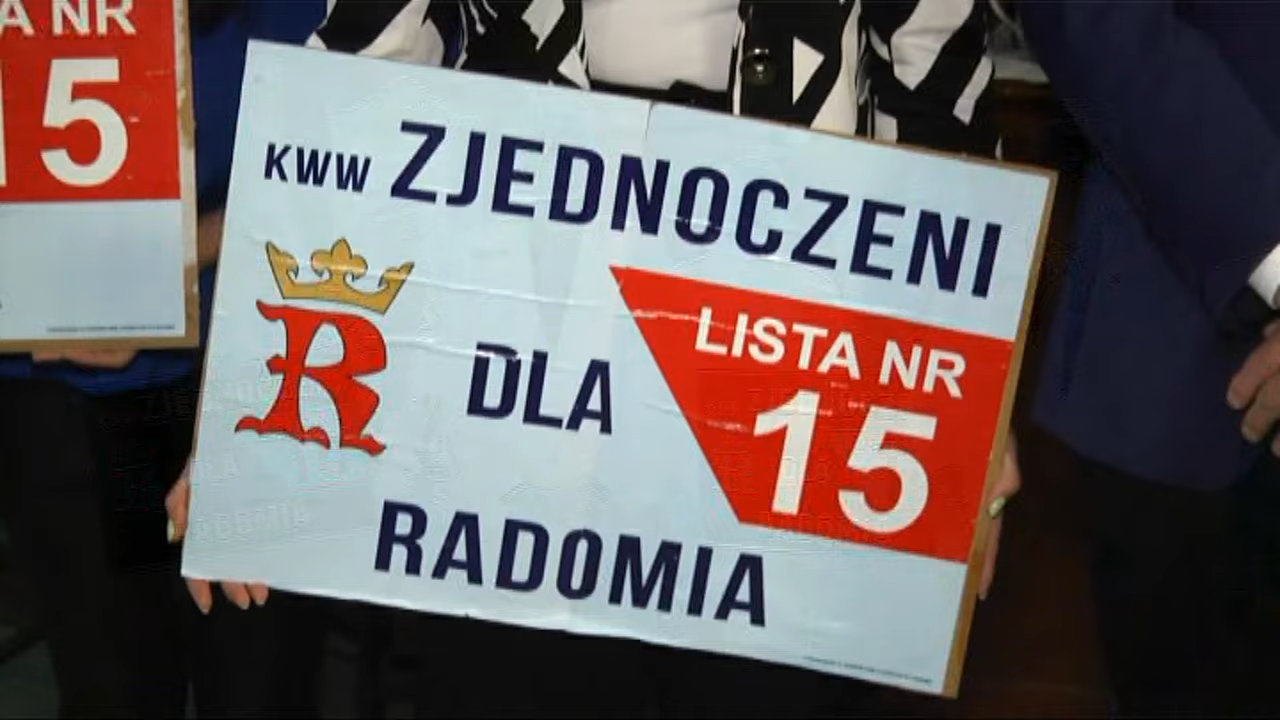 A NR
15
KWW ZJEDNOCZENI
R
DLA
LISTA NR
15
RADOMIA